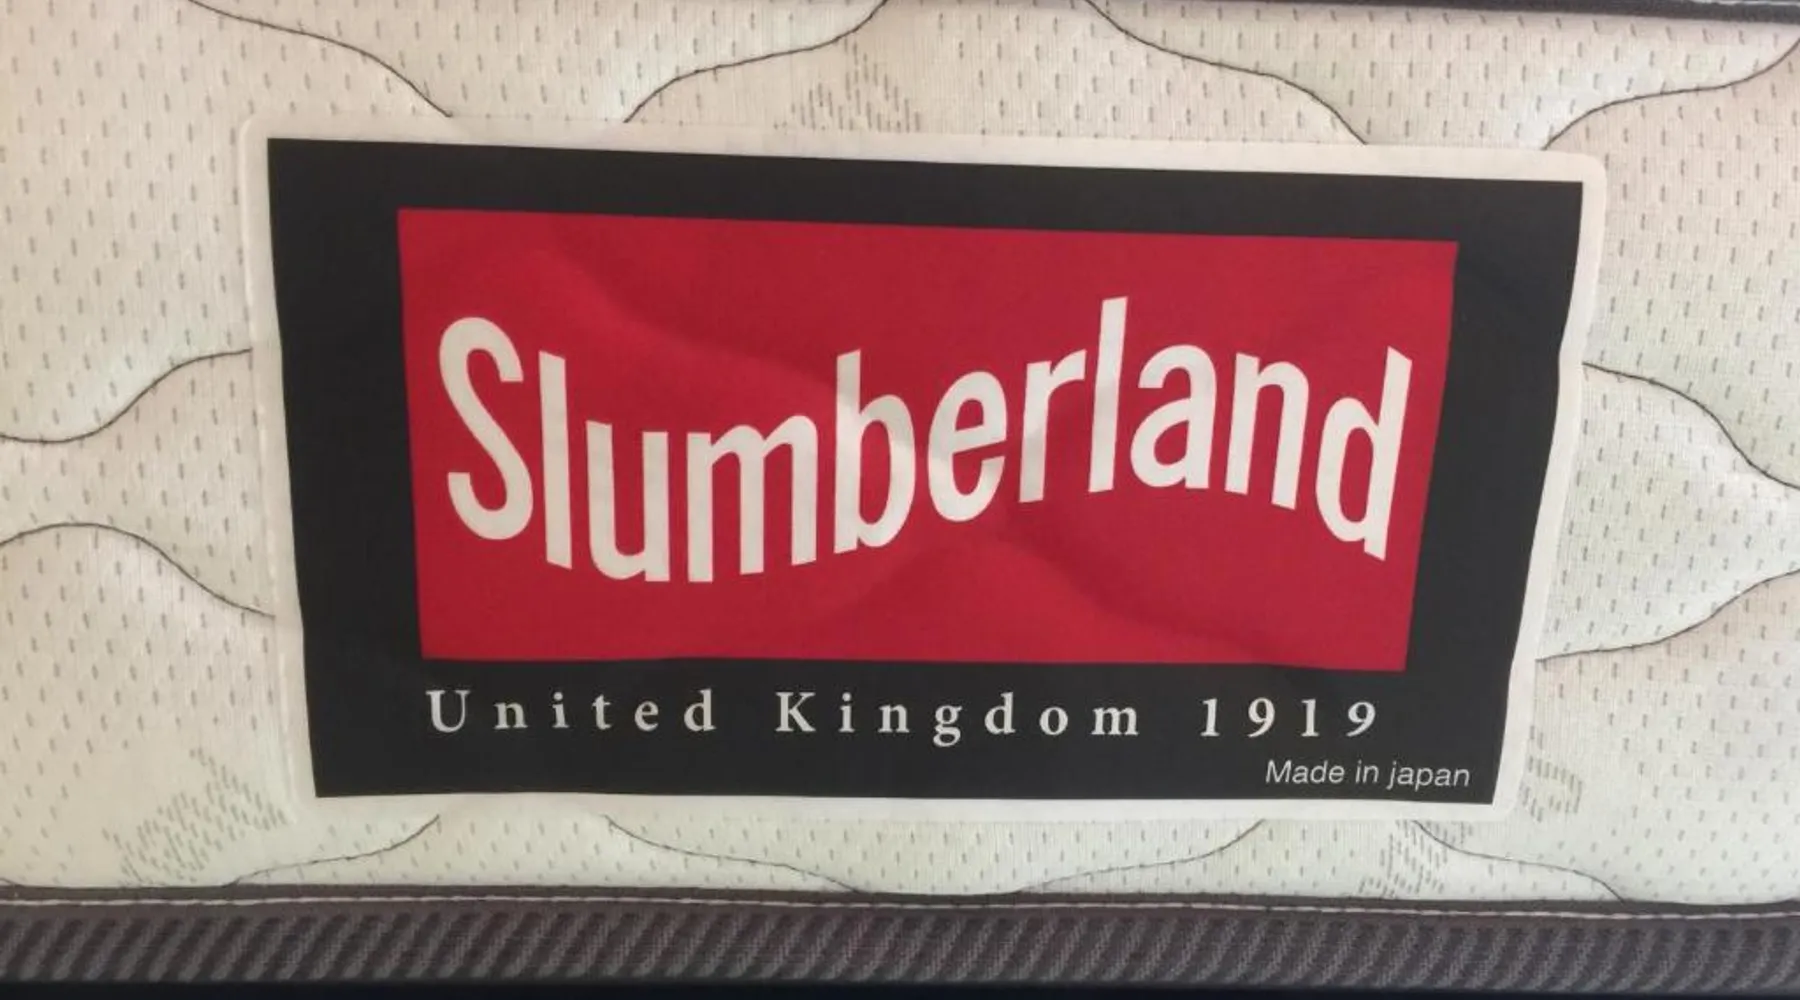 Slumberland
United Kingdom 1919
Made in japan